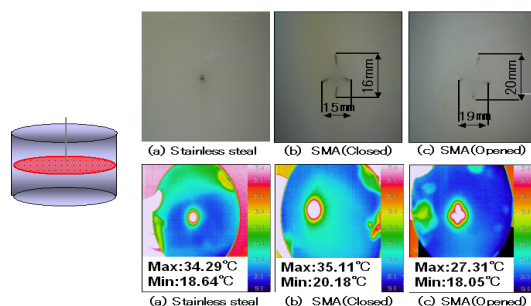 16mm
15mm
20mm
19mm
(a) Stainless steal
(b) SMA(Closed)
(c) SMA(Opened)
Max:34.29℃
Min:18.64℃
Max:35.11℃
Min:20.18℃
Max:27.31℃
Min:18.05℃
(a) Stainless steal
(b) SMA(Closed)
(c) SMA(Opened)